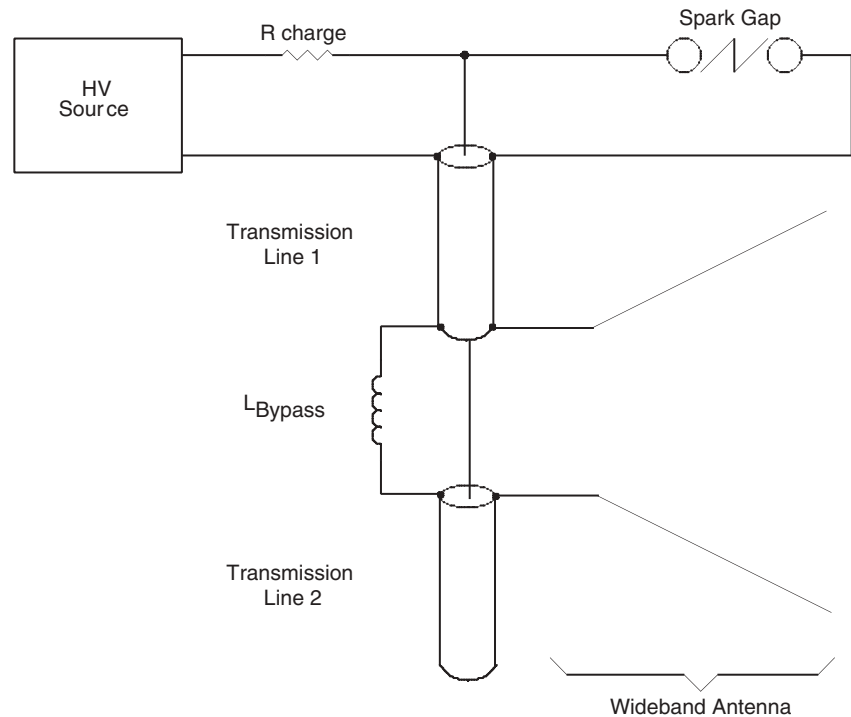 Spark Gap
R charge
HV
Source
Transmission
Line 1
LBypass
Transmission
Line 2
Wideband Antenna